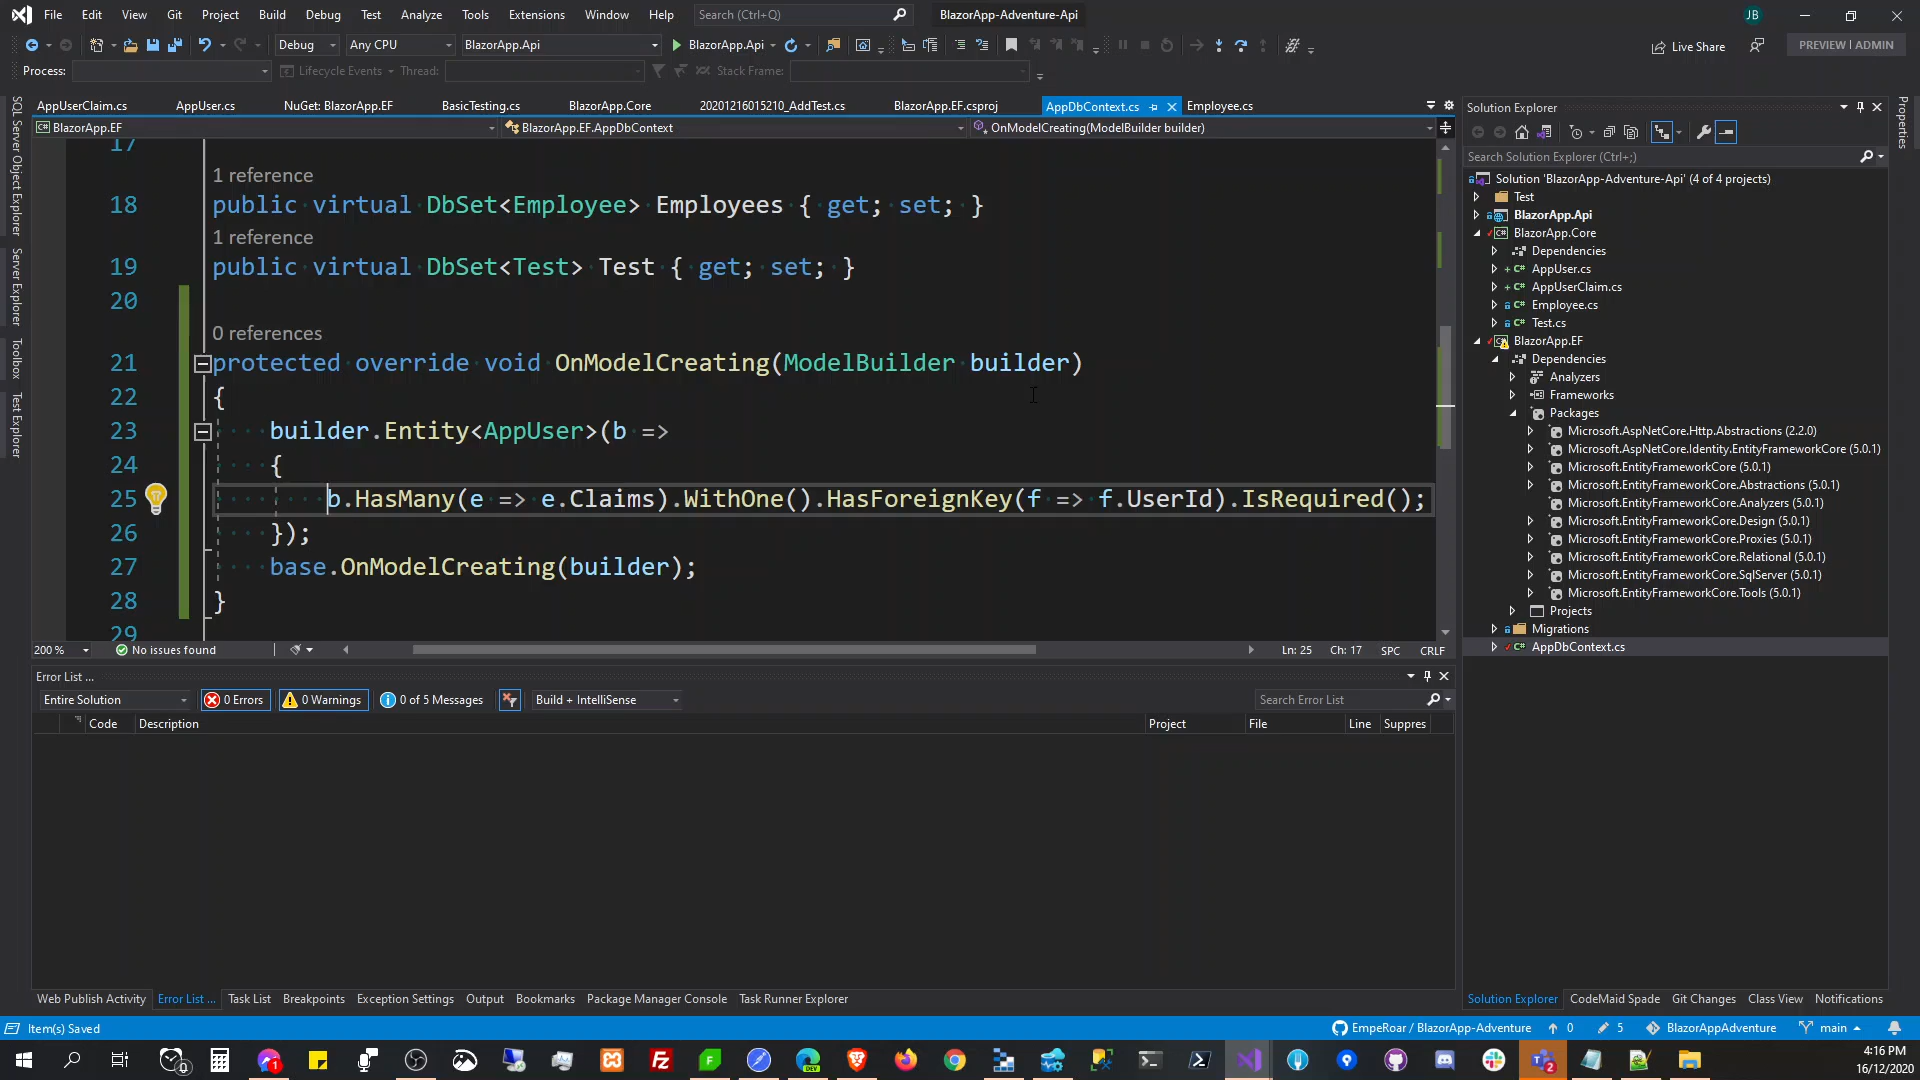 File Edit View Git Project Build Debug Test Analyze Tools Extensions Window Help Search (Ctrl+Q) BlazorApp-Adventure-Api JB
Debug Any CPU BlazorApp.Api BlazorApp.Api Live Share PREVIEW | ADMIN
Process: Lifecycle Events Thread: Stack Frame:
AppUserClaim.cs AppUser.cs NuGet: BlazorApp.EF BasicTesting.cs BlazorApp.Core 20201216015210_AddTest.cs BlazorApp.EF.csproj AppDbContext.cs Employee.cs
BlazorApp.EF BlazorApp.EF.AppDbContext OnModelCreating(ModelBuilder builder)
SQL Server Object Explorer
Server Explorer
Toolbox
Test Explorer
17
1 reference
18 public virtual DbSet<Employee> Employees { get; set; }
1 reference
19 public virtual DbSet<Test> Test { get; set; }
20
0 references
21 protected override void OnModelCreating(ModelBuilder builder)
22 {
23 builder.Entity<AppUser>(b =>
24 {
25 b.HasMany(e => e.Claims).WithOne().HasForeignKey(f => f.UserId).IsRequired();
26 });
27 base.OnModelCreating(builder);
28 }
29
200 % No issues found Ln: 25 Ch: 17 SPC CRLF
Error List ...
Entire Solution 0 Errors 0 Warnings 0 of 5 Messages Build + IntelliSense Search Error List
Code Description Project File Line Suppres
Web Publish Activity Error List ... Task List Breakpoints Exception Settings Output Bookmarks Package Manager Console Task Runner Explorer
Solution Explorer
Search Solution Explorer (Ctrl+;)
Solution 'BlazorApp-Adventure-Api' (4 of 4 projects)
Test
BlazorApp.Api
BlazorApp.Core
Dependencies
AppUser.cs
AppUserClaim.cs
Employee.cs
Test.cs
BlazorApp.EF
Dependencies
Analyzers
Frameworks
Packages
Microsoft.AspNetCore.Http.Abstractions (2.2.0)
Microsoft.AspNetCore.Identity.EntityFrameworkCore (5.0.1)
Microsoft.EntityFrameworkCore (5.0.1)
Microsoft.EntityFrameworkCore.Abstractions (5.0.1)
Microsoft.EntityFrameworkCore.Analyzers (5.0.1)
Microsoft.EntityFrameworkCore.Design (5.0.1)
Microsoft.EntityFrameworkCore.Proxies (5.0.1)
Microsoft.EntityFrameworkCore.Relational (5.0.1)
Microsoft.EntityFrameworkCore.SqlServer (5.0.1)
Microsoft.EntityFrameworkCore.Tools (5.0.1)
Projects
Migrations
AppDbContext.cs
Solution Explorer CodeMaid Spade Git Changes Class View Notifications
Properties
Item(s) Saved EmpeRoar / BlazorApp-Adventure 0 5 BlazorAppAdventure main
4:16 PM
16/12/2020